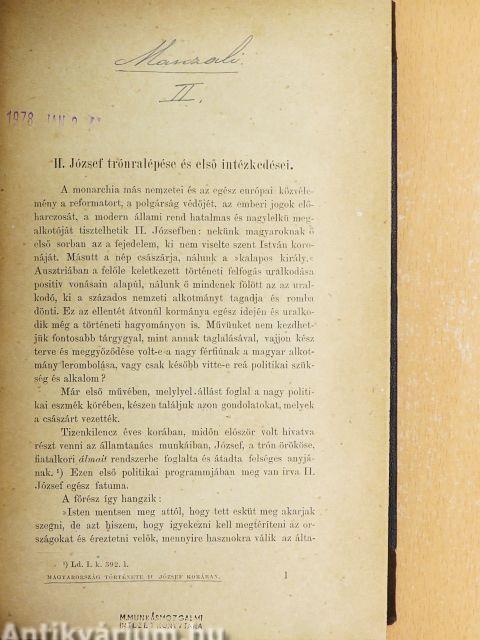 Marczali.
II.
1978 JAN 2
II. József trónralépése és első intézkedései.
A monarchia más nemzetei és az egész európai közvéle-
mény a reformatort, a polgárság védőjét, az emberi jogok elő-
harczosát, a modern állami rend hatalmas és nagylelkü meg-
alkotóját tisztelhetik II. Józsefben: nekünk magyaroknak ő
első sorban az a fejedelem, ki nem viselte szent István koro-
náját. Másutt a nép császárja, nálunk a »kalapos király.«
Ausztriában a felőle keletkezett történeti felfogás uralkodása
positiv vonásain alapúl, nálunk ő mindenek fölött az az ural-
kodó, ki a százados nemzeti alkotmányt tagadja és romba
dönti. Ez az ellentét átvonúl kormánya egész idején és uralko-
dik még a történeti hagyományon is. Művünket nem kezdhet-
jük fontosabb tárgygyal, mint annak taglalásával, vajjon kész
terve és meggyőződése volt-e a nagy férfiúnak a magyar alkot-
mány lerombolása, vagy csak később vitte-e reá politikai szük-
ség és alkalom?
Már első művében, melylyel állást foglal a nagy politi-
kai eszmék körében, készen találjuk azon gondolatokat, melyek
a császárt vezették.
Tizenkilencz éves korában, midőn először volt hivatva
részt venni az államtanács munkáiban, József, a trón örököse,
fiatalkori álmait rendszerbe foglalta és átadta felséges anyjá-
nak. ¹) Ezen első politikai programmjában meg van irva II.
József egész fatuma.
A főrész így hangzik:
»Isten mentsen meg attól, hogy tett esküt meg akarjak
szegni, de azt hiszem, hogy igyekezni kell megtéríteni az or-
szágokat és éreztetni velök, mennyire hasznokra válik az álta-
¹) Ld. I. k. 392. l.
MAGYARORSZÁG TÖRTÉNETE II JÓZSEF KORÁBAN. 1
M.MUNKÁSMOZGALMI
INTÉZET KÖNYVTÁRA
Antikvárium.hu